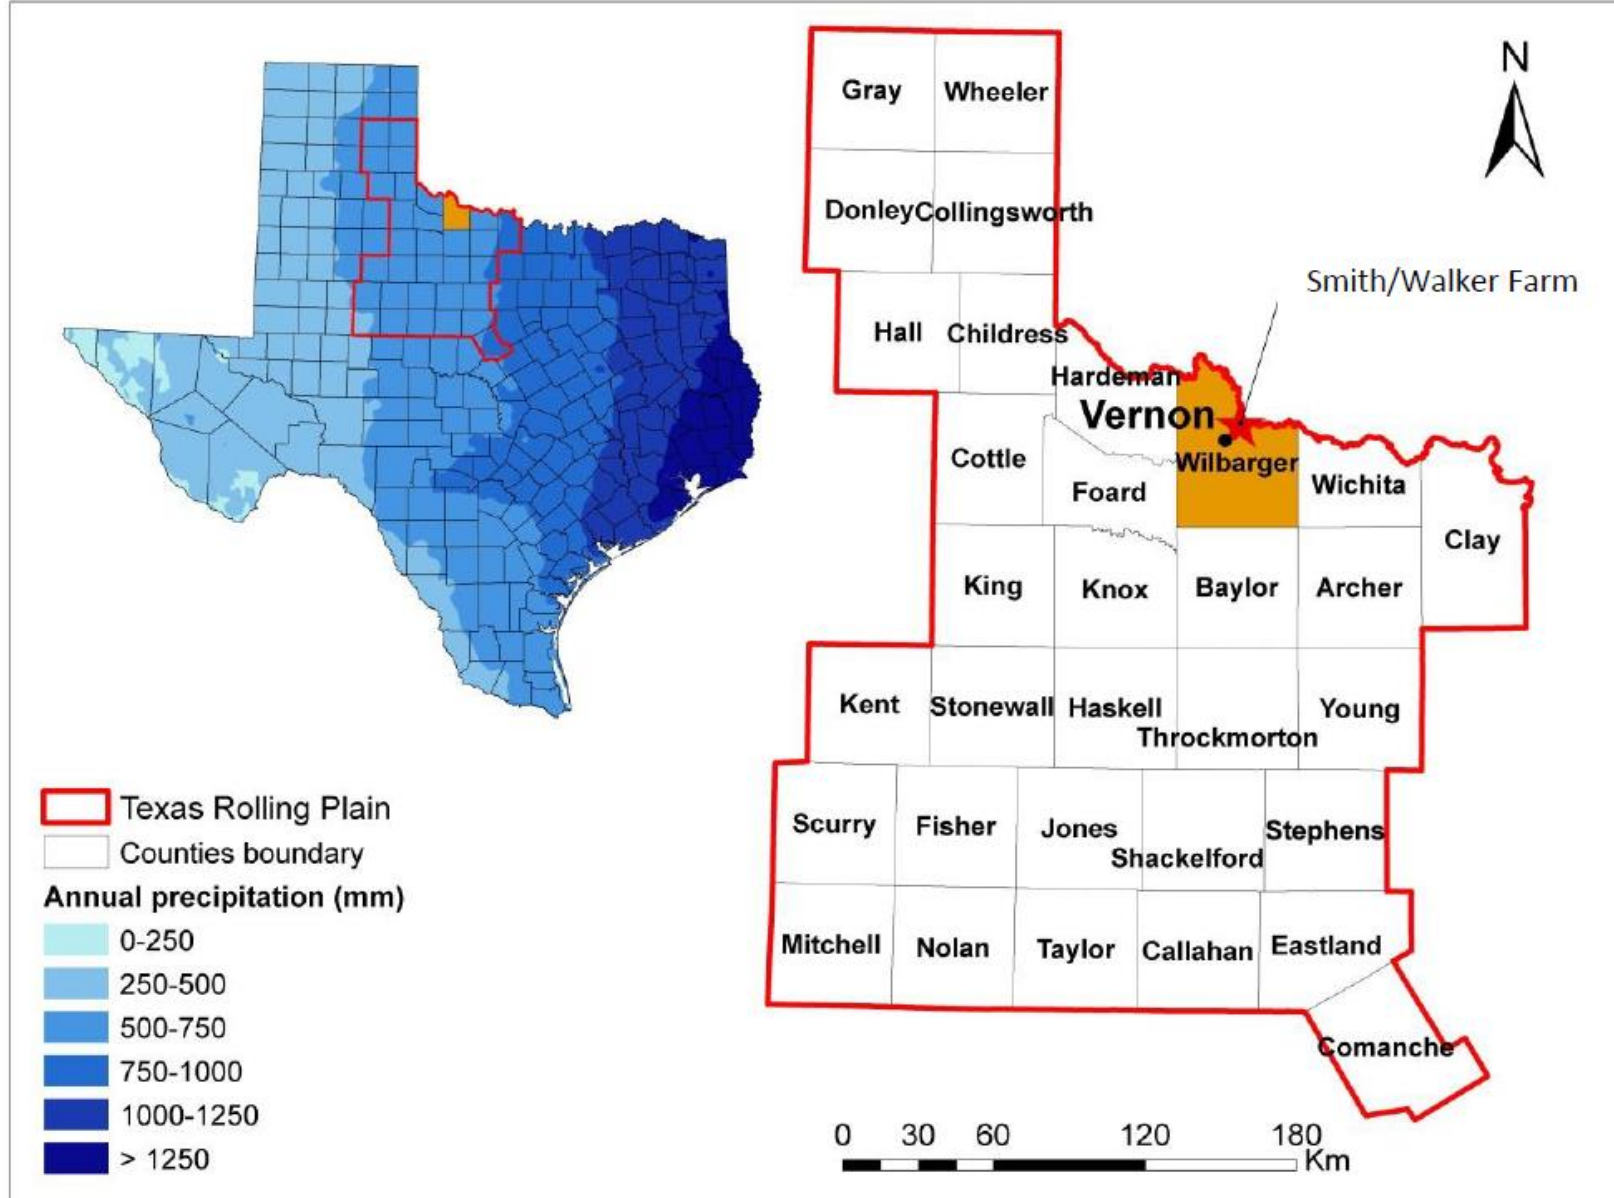 N
Gray
Wheeler
Donley
Collingsworth
Smith/Walker Farm
Hall
Childress
Hardeman
Vernon
Cottle
Wilbarger
Foard
Wichita
Clay
King
Knox
Baylor
Archer
Kent
Stonewall
Haskell
Young
Throckmorton
Scurry
Fisher
Jones
Stephens
Shackelford
Mitchell
Nolan
Taylor
Callahan
Eastland
Comanche
Texas Rolling Plain
Counties boundary
Annual precipitation (mm)
0-250
250-500
500-750
750-1000
1000-1250
> 1250
0 30 60 120 180
Km